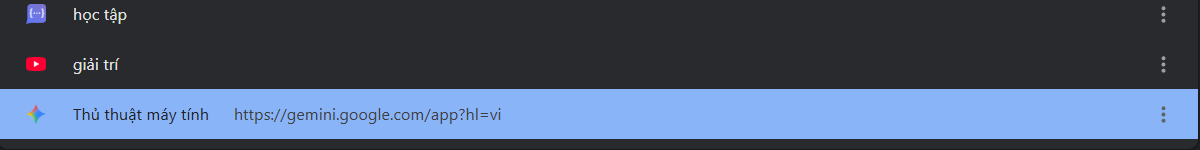 học tập
giải trí
Thủ thuật máy tính https://gemini.google.com/app?hl=vi